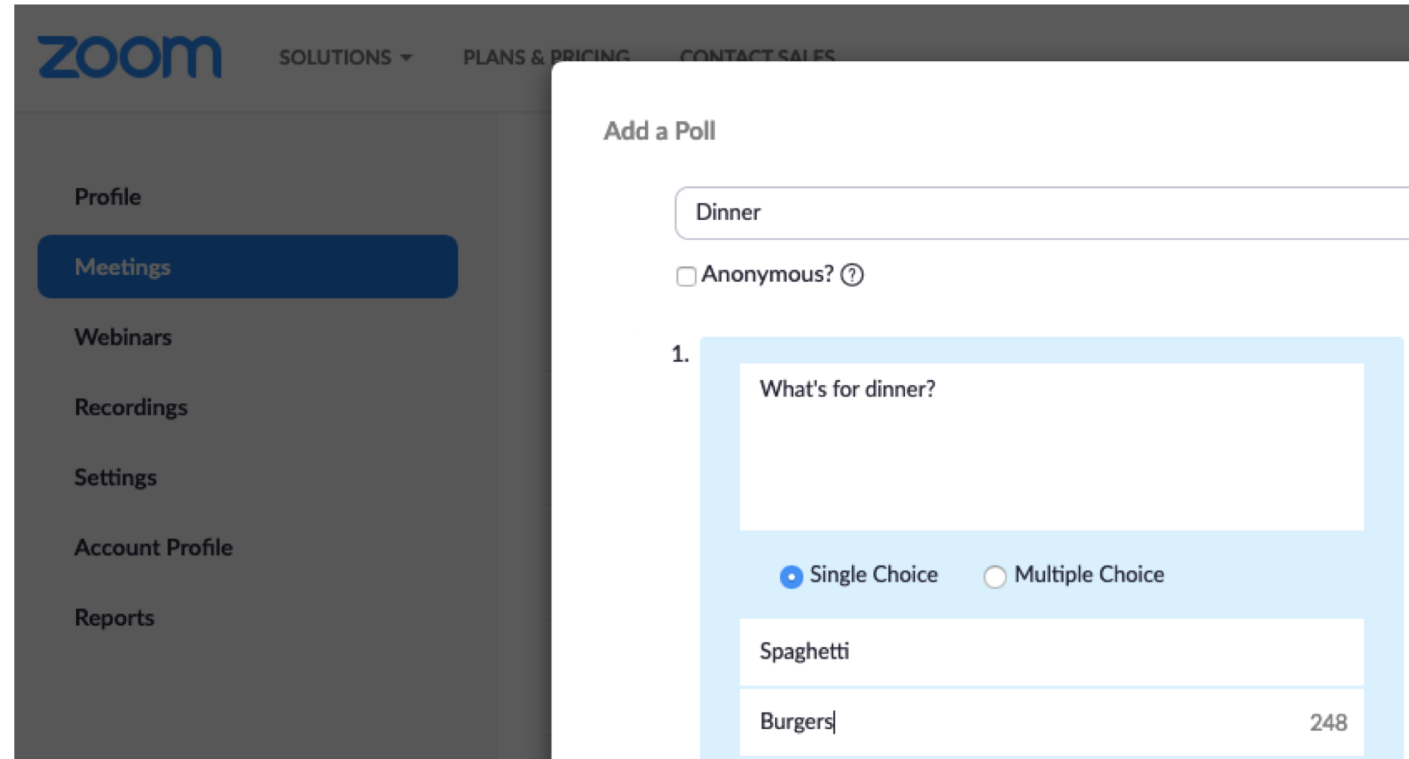 zoom SOLUTIONS PLANS & PRICING CONTACT SALES
Profile
Meetings
Webinars
Recordings
Settings
Account Profile
Reports
Add a Poll
Dinner
Anonymous? ?
1.
What's for dinner?
Single Choice Multiple Choice
Spaghetti
Burgers 248